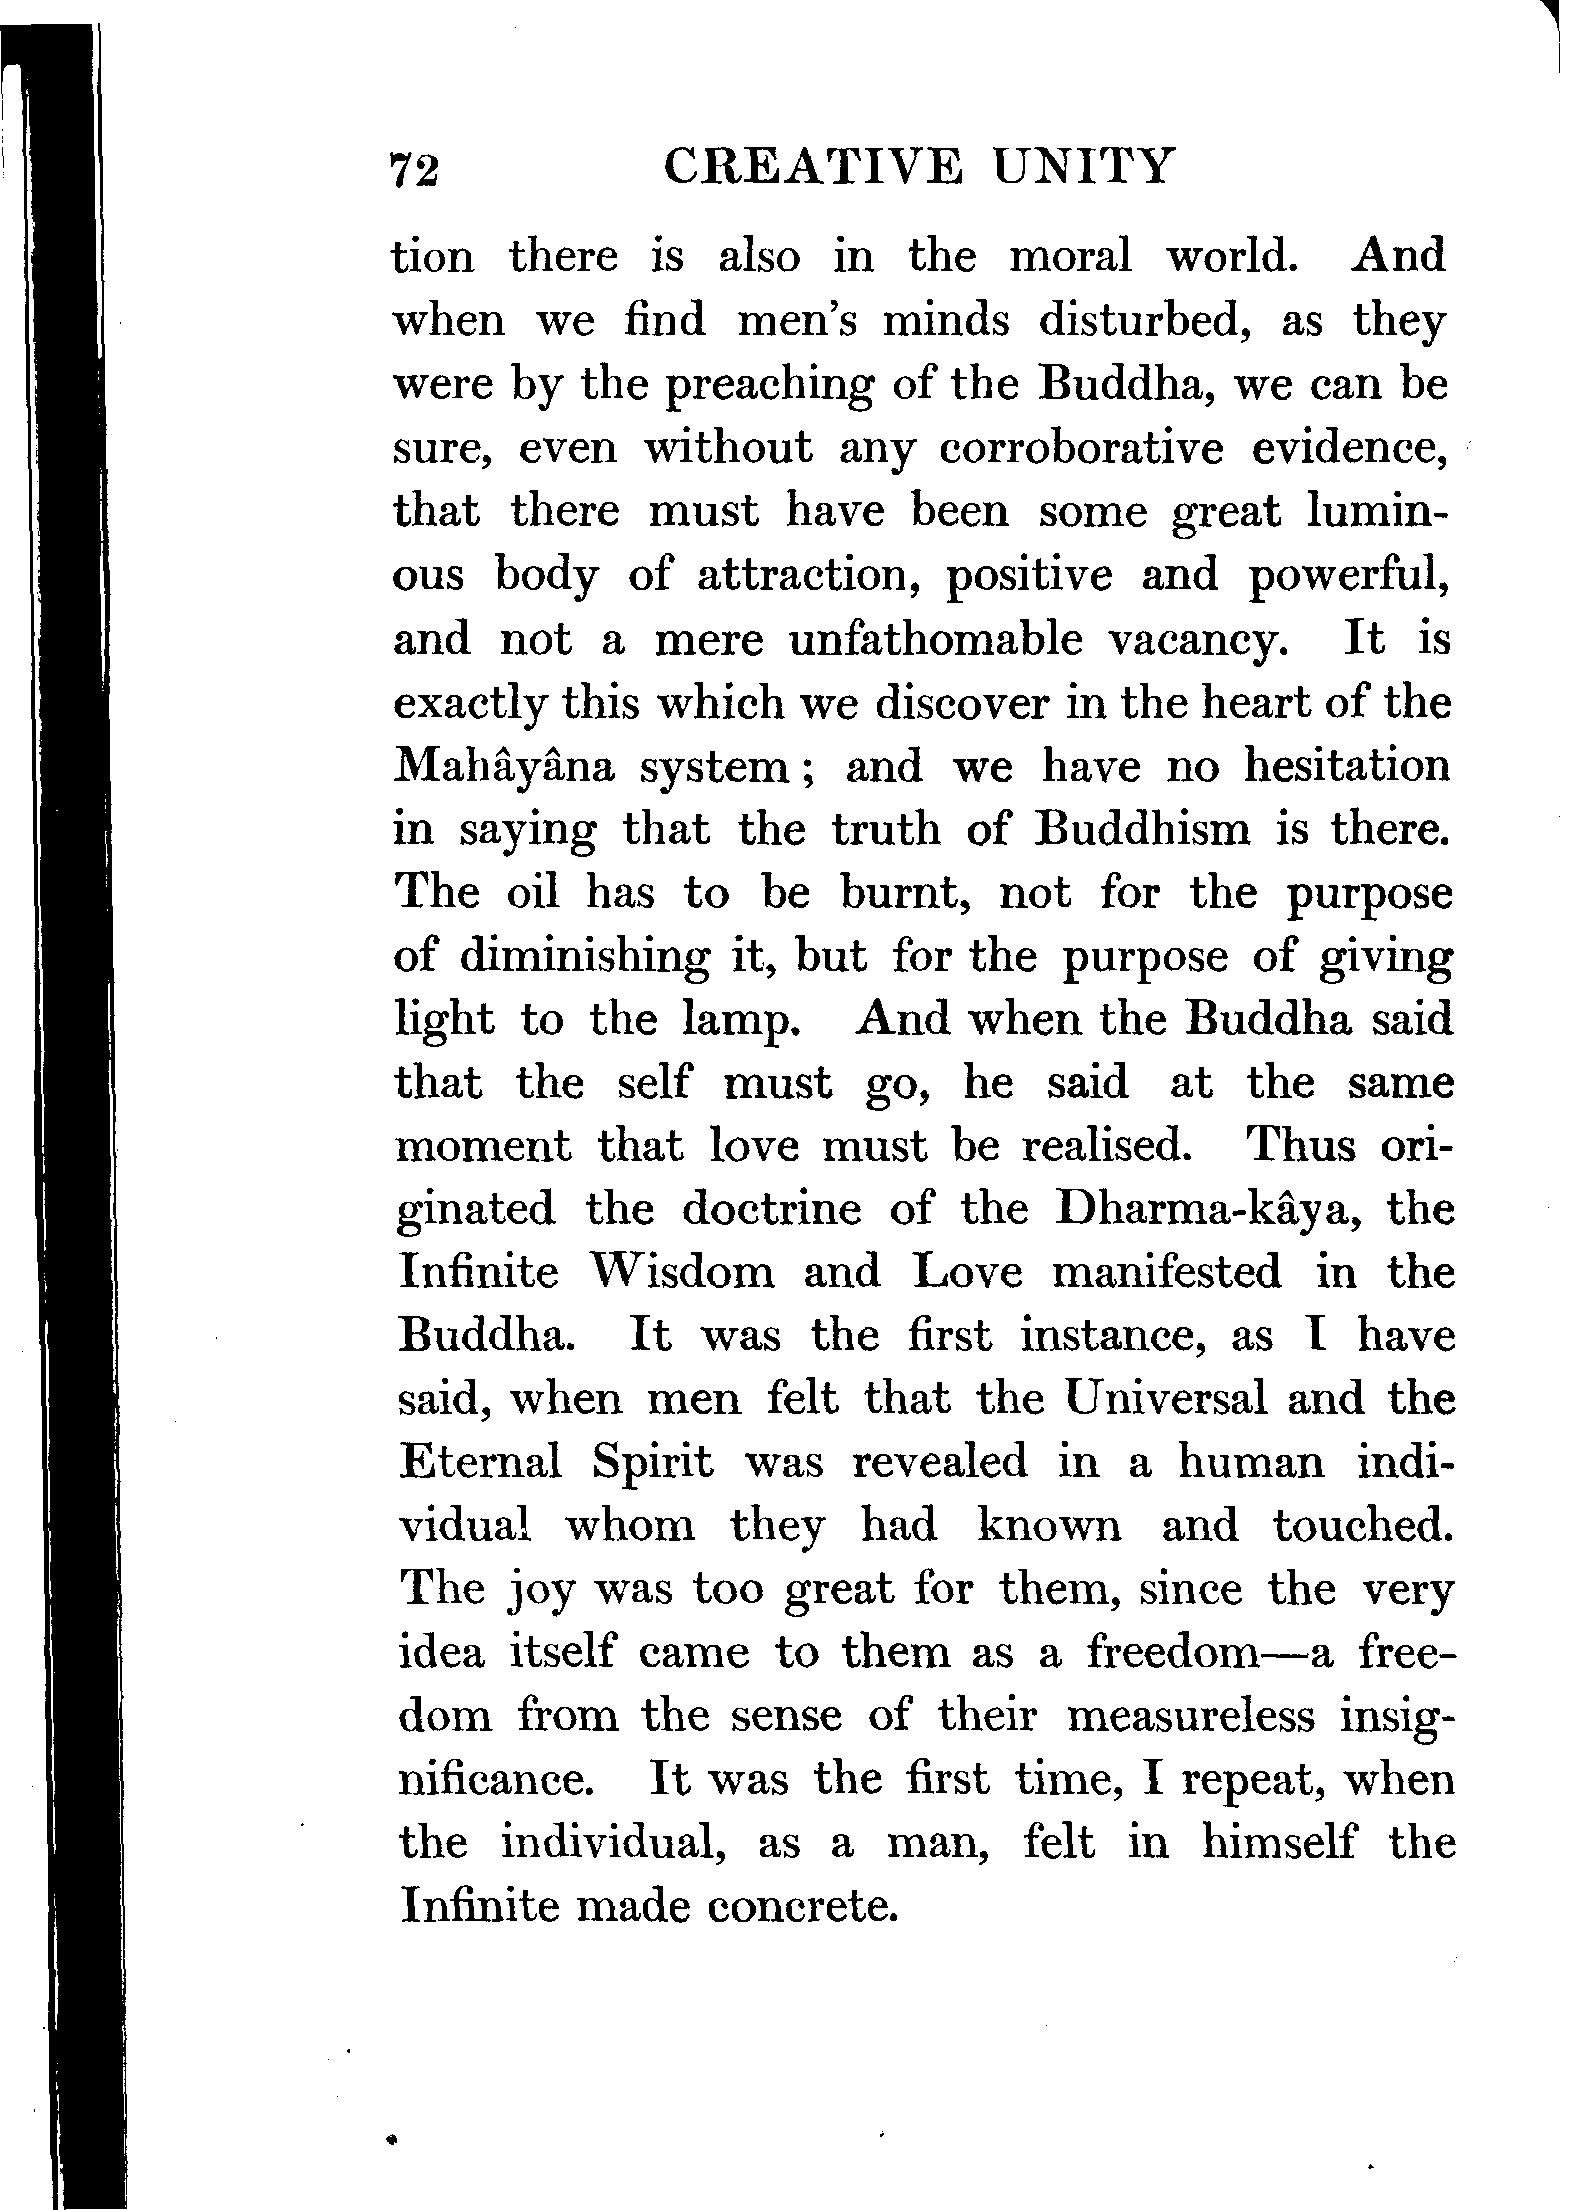 72 CREATIVE UNITY
tion there is also in the moral world. And
when we find men's minds disturbed, as they
were by the preaching of the Buddha, we can be
sure, even without any corroborative evidence,
that there must have been some great lumin-
ous body of attraction, positive and powerful,
and not a mere unfathomable vacancy. It is
exactly this which we discover in the heart of the
Mahâyâna system; and we have no hesitation
in saying that the truth of Buddhism is there.
The oil has to be burnt, not for the purpose
of diminishing it, but for the purpose of giving
light to the lamp. And when the Buddha said
that the self must go, he said at the same
moment that love must be realised. Thus ori-
ginated the doctrine of the Dharma-kâya, the
Infinite Wisdom and Love manifested in the
Buddha. It was the first instance, as I have
said, when men felt that the Universal and the
Eternal Spirit was revealed in a human indi-
vidual whom they had known and touched.
The joy was too great for them, since the very
idea itself came to them as a freedom—a free-
dom from the sense of their measureless insig-
nificance. It was the first time, I repeat, when
the individual, as a man, felt in himself the
Infinite made concrete.